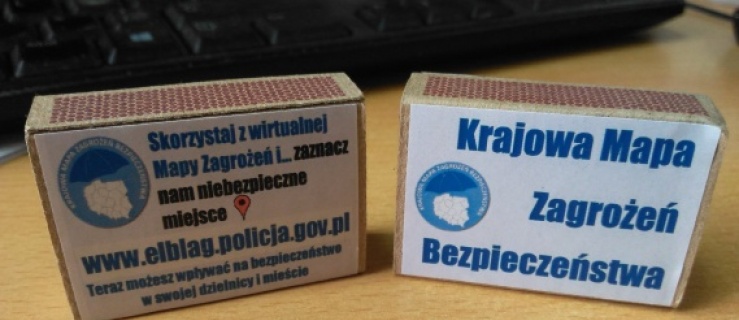 Skorzystaj z wirtualnej
Mapy Zagrożeń i... zaznacz
nam niebezpieczne
miejsce
www.elblag.policja.gov.pl
Teraz możesz wpływać na bezpieczeństwo
w swojej dzielnicy i mieście
Krajowa Mapa
Zagrożeń
Bezpieczeństwa